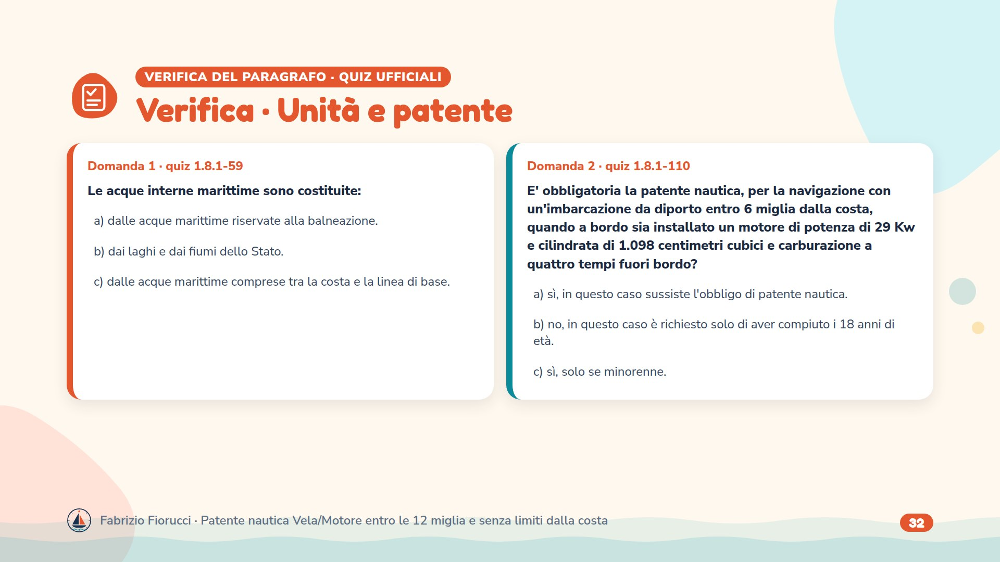 VERIFICA DEL PARAGRAFO · QUIZ UFFICIALI
Verifica · Unità e patente
Domanda 1 · quiz 1.8.1-59
Le acque interne marittime sono costituite:
a) dalle acque marittime riservate alla balneazione.
b) dai laghi e dai fiumi dello Stato.
c) dalle acque marittime comprese tra la costa e la linea di base.
Domanda 2 · quiz 1.8.1-110
E' obbligatoria la patente nautica, per la navigazione con
un'imbarcazione da diporto entro 6 miglia dalla costa,
quando a bordo sia installato un motore di potenza di 29 Kw
e cilindrata di 1.098 centimetri cubici e carburazione a
quattro tempi fuori bordo?
a) sì, in questo caso sussiste l'obbligo di patente nautica.
b) no, in questo caso è richiesto solo di aver compiuto i 18 anni di
età.
c) sì, solo se minorenne.
Fabrizio Fiorucci · Patente nautica Vela/Motore entro le 12 miglia e senza limiti dalla costa
32